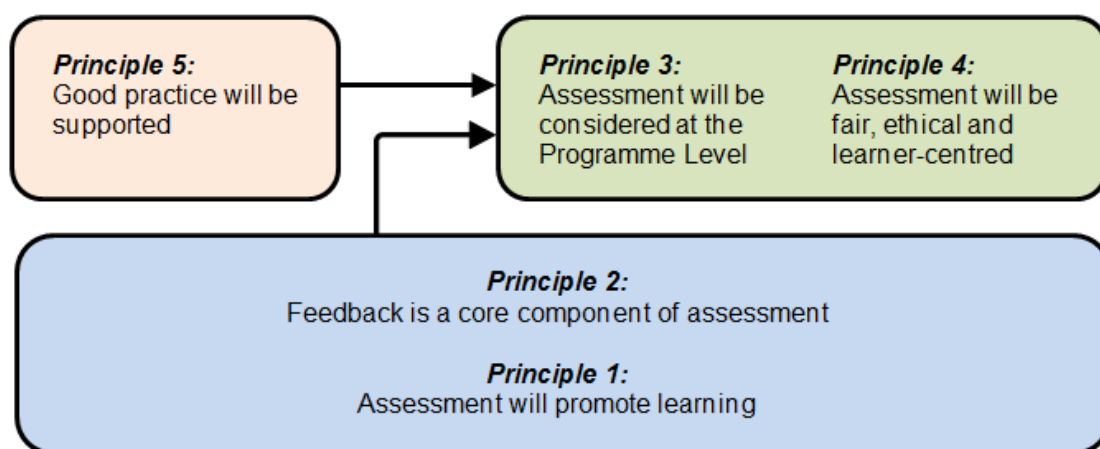 Principle 5:
Good practice will be
supported
Principle 3:
Assessment will be
considered at the
Programme Level
Principle 4:
Assessment will be
fair, ethical and
learner-centred
Principle 2:
Feedback is a core component of assessment
Principle 1:
Assessment will promote learning